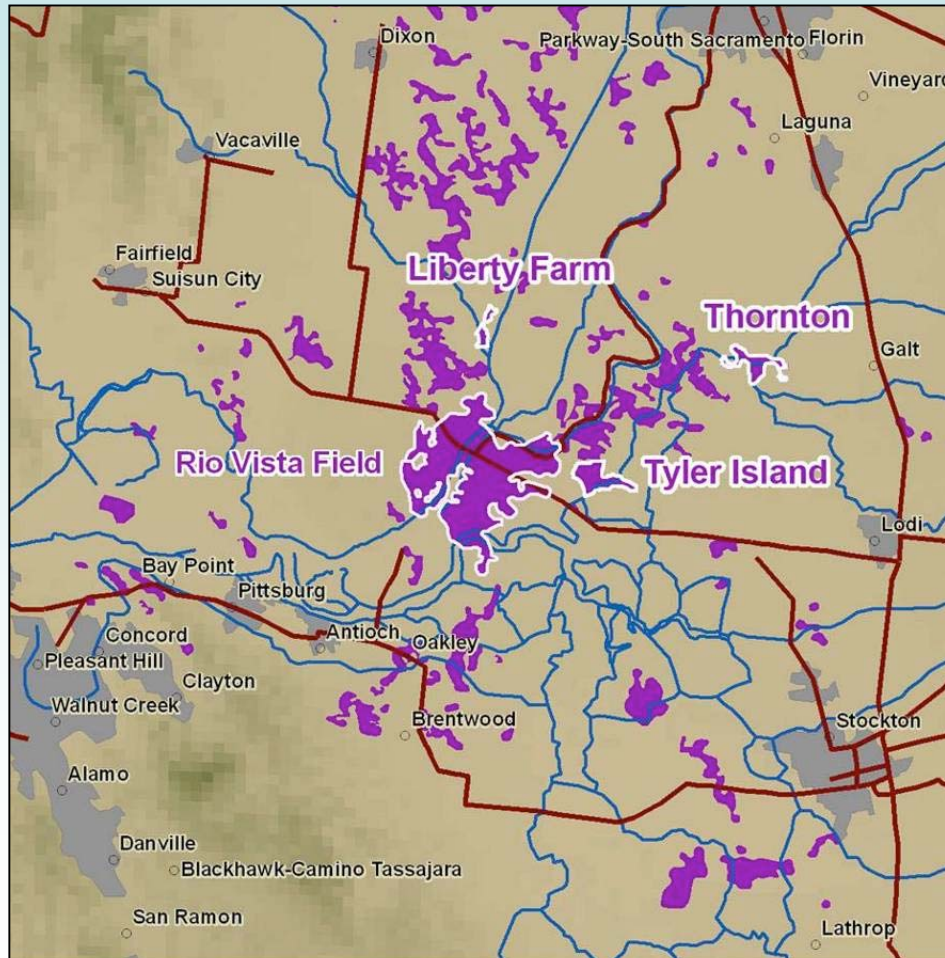 Dixon
Parkway-South Sacramento
Florin
Vineyard
Laguna
Vacaville
Fairfield
Suisun City
Liberty Farm
Thornton
Galt
Rio Vista Field
Tyler Island
Lodi
Bay Point
Pittsburg
Antioch
Oakley
Concord
Pleasant Hill
Clayton
Walnut Creek
Brentwood
Stockton
Alamo
Danville
Blackhawk-Camino Tassajara
San Ramon
Lathrop